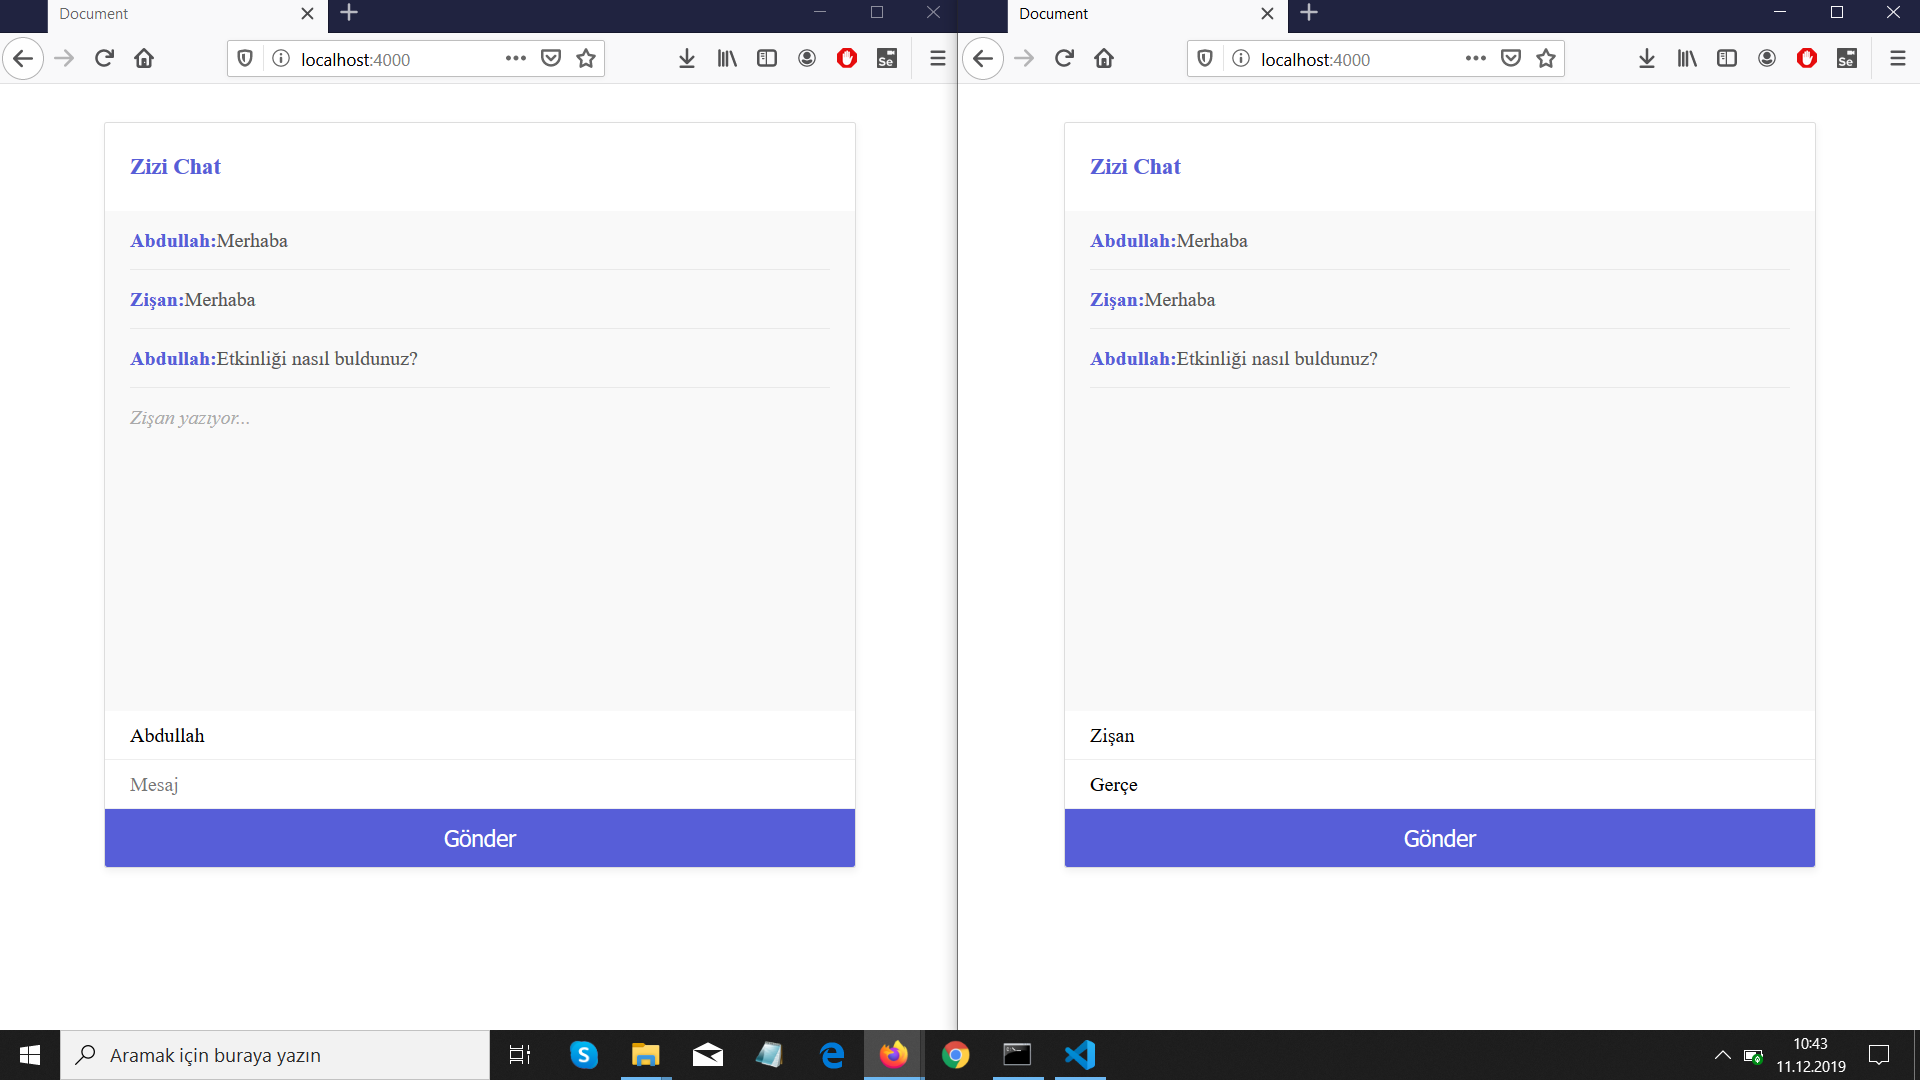 Document
localhost:4000
Se
Zizi Chat
Abdullah:Merhaba
Zişan:Merhaba
Abdullah:Etkinliği nasıl buldunuz?
Zişan yazıyor...
Abdullah
Mesaj
Gönder
Document
localhost:4000
Se
Zizi Chat
Abdullah:Merhaba
Zişan:Merhaba
Abdullah:Etkinliği nasıl buldunuz?
Zişan
Gerçe
Gönder
Aramak için buraya yazın
10:43
11.12.2019